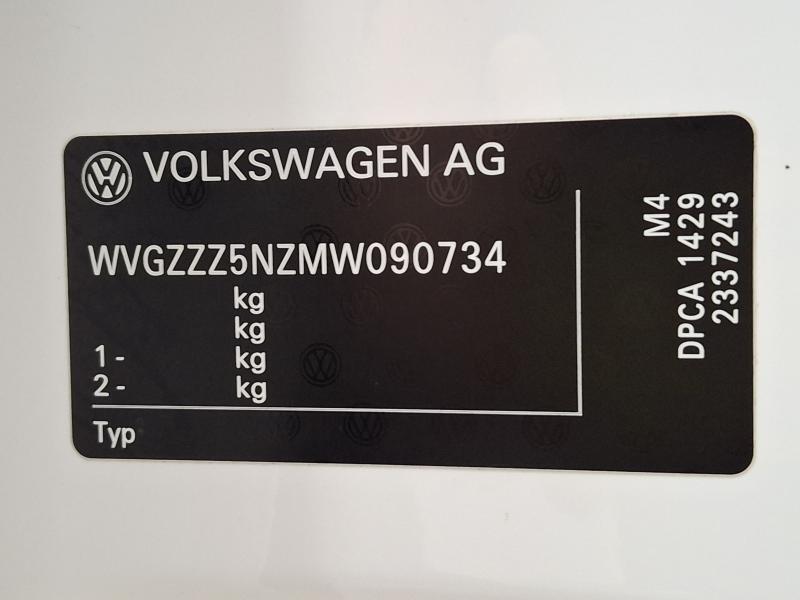 VOLKSWAGEN AG
WVGZZZ5NZMW090734
kg
kg
1 - kg
2 - kg
Typ
M4
DPCA 1429
2337243